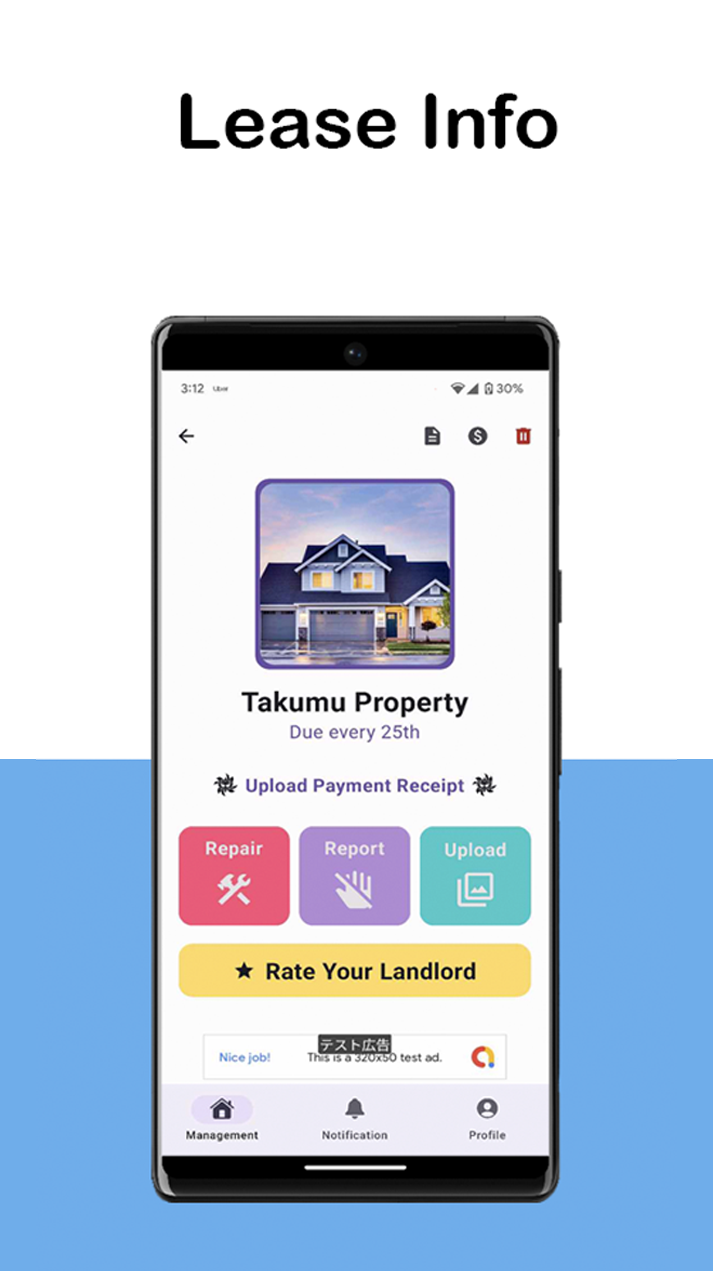 Lease Info
3:12 Uber 30%
Takumu Property
Due every 25th
Upload Payment Receipt
Repair Report Upload
Rate Your Landlord
テスト広告
Nice job! This is a 320x50 test ad.
Management Notification Profile